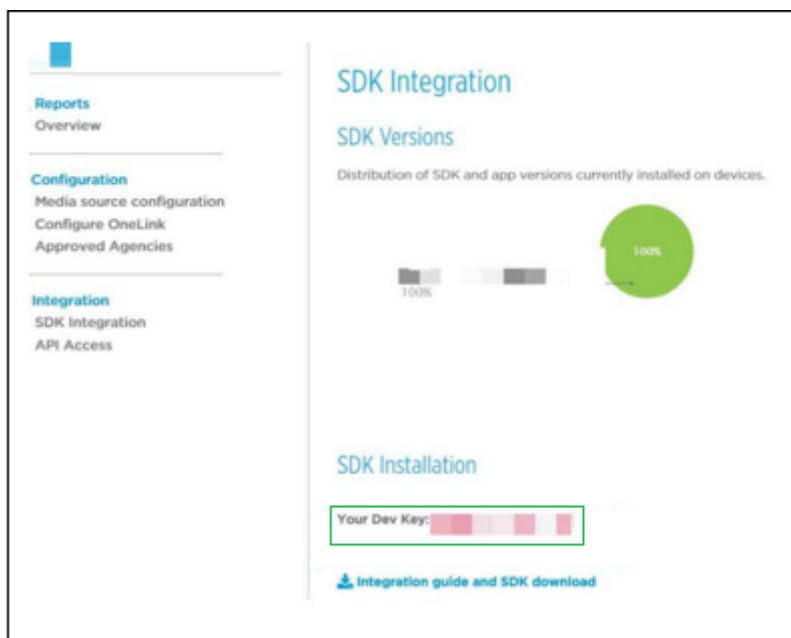 Reports
Overview
Configuration
Media source configuration
Configure OneLink
Approved Agencies
Integration
SDK Integration
API Access
SDK Integration
SDK Versions
Distribution of SDK and app versions currently installed on devices.
100%
100%
SDK Installation
Your Dev Key:
Integration guide and SDK download